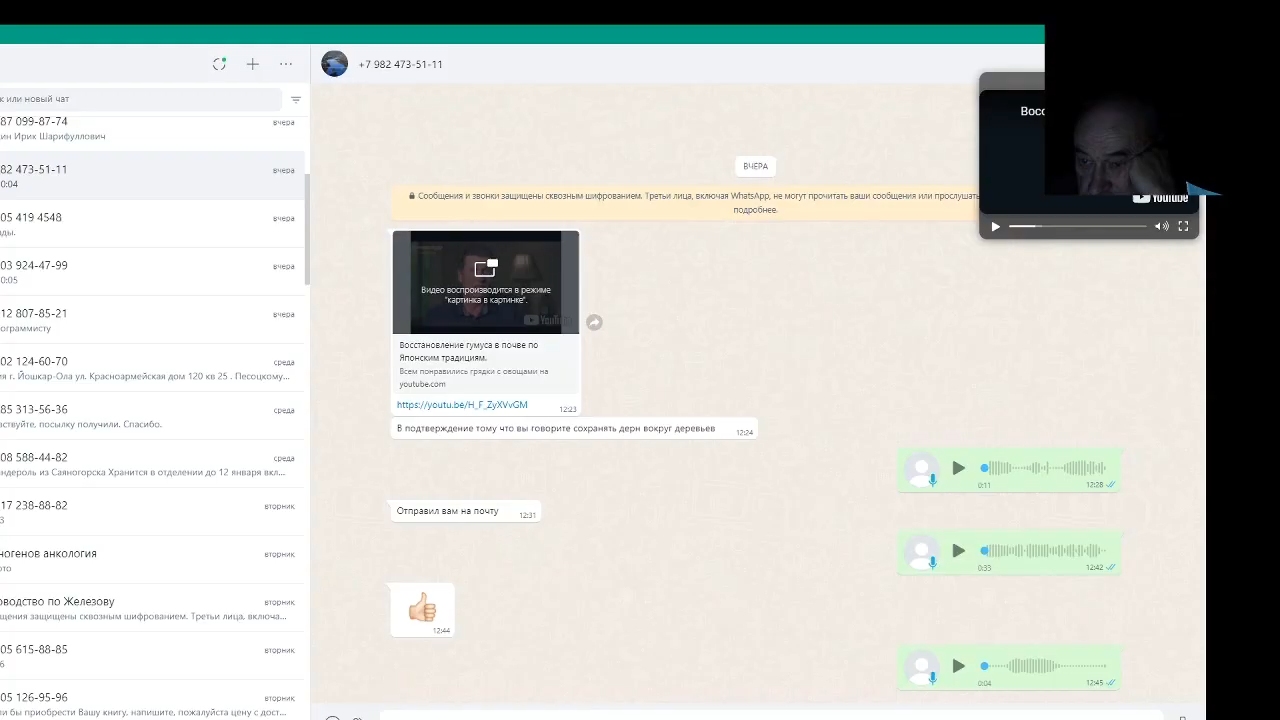 +7 982 473-51-11
к или новый чат
87 099-87-74
вчера
ин Ирик Шарифуллович
82 473-51-11
вчера
0:04
05 419 4548
вчера
ды.
03 924-47-99
вчера
0:05
12 807-85-21
вчера
ограммисту
02 124-60-70
среда
ия г. Йошкар-Ола ул. Красноармейская дом 120 кв 25 . Песецкому...
85 313-56-36
среда
вствуйте, посылку получили. Спасибо.
08 588-44-82
среда
ндероль из Саяногорска Хранится в отделении до 12 января вкл...
17 238-88-82
вторник
3
ногенов анкология
вторник
ото
оводство по Железову
вторник
щения защищены сквозным шифрованием. Третьи лица, включа...
05 615-88-85
вторник
6
05 126-95-96
вторник
ли бы приобрести Вашу книгу, напишите, пожалуйста цену с дост...
ВЧЕРА
Сообщения и звонки защищены сквозным шифрованием. Третьи лица, включая WhatsApp, не могут прочитать ваши сообщения или прослушать
подробнее.
Восс
YouTube
Видео воспроизводится в режиме
"картинка в картинке".
YouTube
Восстановление гумуса в почве по
Японским традициям.
Всем понравились грядки с овощами на
youtube.com
https://youtu.be/H_F_ZyXVvGM
12:23
В подтверждение тому что вы говорите сохранять дерн вокруг деревьев
12:24
0:11
12:28
Отправил вам на почту
12:31
0:33
12:42
12:44
0:04
12:45